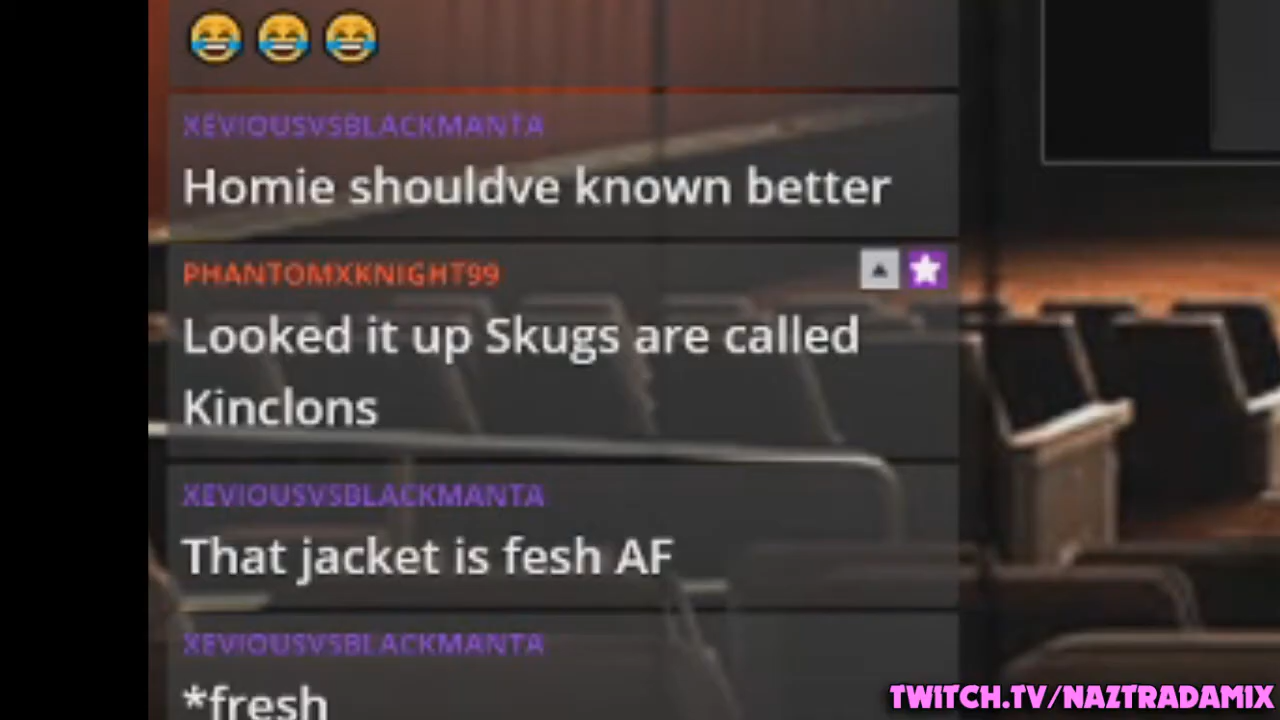 😂 😂 😂
XEVIOUSVSBLACKMANTA
Homie shouldve known better
PHANTOMXKNIGHT99
Looked it up Skugs are called
Kinclons
XEVIOUSVSBLACKMANTA
That jacket is fesh AF
XEVIOUSVSBLACKMANTA
*fresh
TWITCH.TV/NAZTRADAMIX